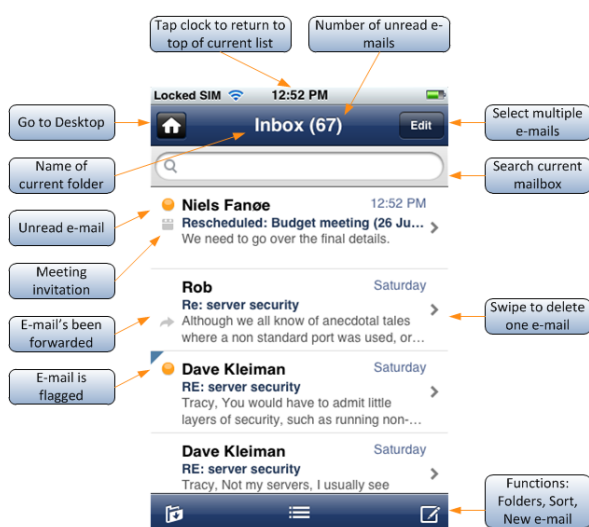 Tap clock to return to
top of current list
Number of unread e-
mails
Locked SIM
12:52 PM
Go to Desktop
Inbox (67)
Edit
Select multiple
e-mails
Name of
current folder
Search current
mailbox
Unread e-mail
Niels Fanøe
12:52 PM
Rescheduled: Budget meeting (26 Ju...
We need to go over the final details.
Meeting
invitation
Rob
Saturday
Re: server security
Although we all know of anecdotal tales
where a non standard port was used, or...
E-mail's been
forwarded
Swipe to delete
one e-mail
E-mail is
flagged
Dave Kleiman
Saturday
RE: server security
Tracy, You would have to admit little
layers of security, such as running non-...
Dave Kleiman
Saturday
RE: server security
Tracy, Not my servers, I usually see
Functions:
Folders, Sort,
New e-mail